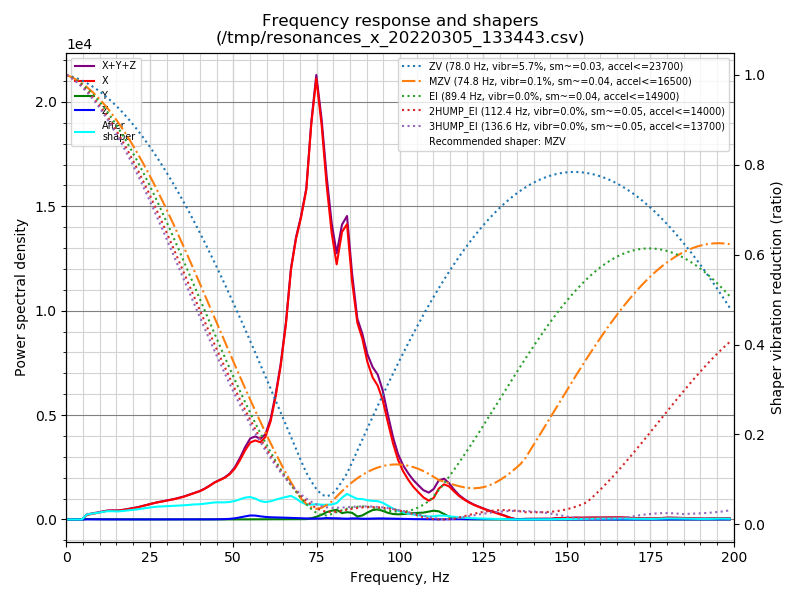 Frequency response and shapers
(/tmp/resonances_x_20220305_133443.csv)
1e4
X+Y+Z
X
Y
Z
After
shaper
ZV (78.0 Hz, vibr=5.7%, sm~=0.03, accel<=23700)
MZV (74.8 Hz, vibr=0.1%, sm~=0.04, accel<=16500)
EI (89.4 Hz, vibr=0.0%, sm~=0.04, accel<=14900)
2HUMP_EI (112.4 Hz, vibr=0.0%, sm~=0.05, accel<=14000)
3HUMP_EI (136.6 Hz, vibr=0.0%, sm~=0.05, accel<=13700)
Recommended shaper: MZV
Power spectral density
2.0
1.5
1.0
0.5
0.0
1.0
0.8
0.6
0.4
0.2
0.0
Shaper vibration reduction (ratio)
0 25 50 75 100 125 150 175 200
Frequency, Hz